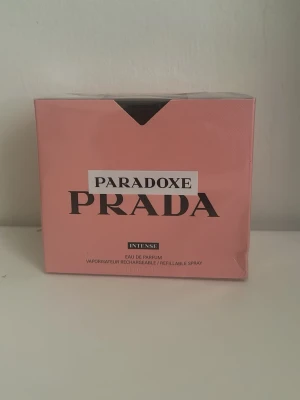 PARADOXE
PRADA
INTENSE
EAU DE PARFUM
VAPORISATEUR RECHARGEABLE / REFILLABLE SPRAY